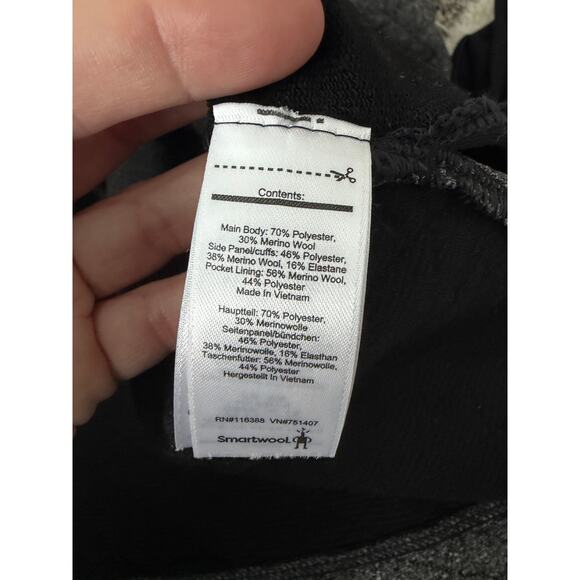 Contents:
Main Body: 70% Polyester,
30% Merino Wool
Side Panel/cuffs: 46% Polyester,
38% Merino Wool, 16% Elastane
Pocket Lining: 56% Merino Wool,
44% Polyester
Made In Vietnam
Hauptteil: 70% Polyester,
30% Merinowolle
Seitenpanel/bündchen:
46% Polyester,
38% Merinowolle, 16% Elasthan
Taschenfutter: 56% Merinowolle,
44% Polyester
Hergestellt In Vietnam
RN#116388 VN#751407
Smartwool